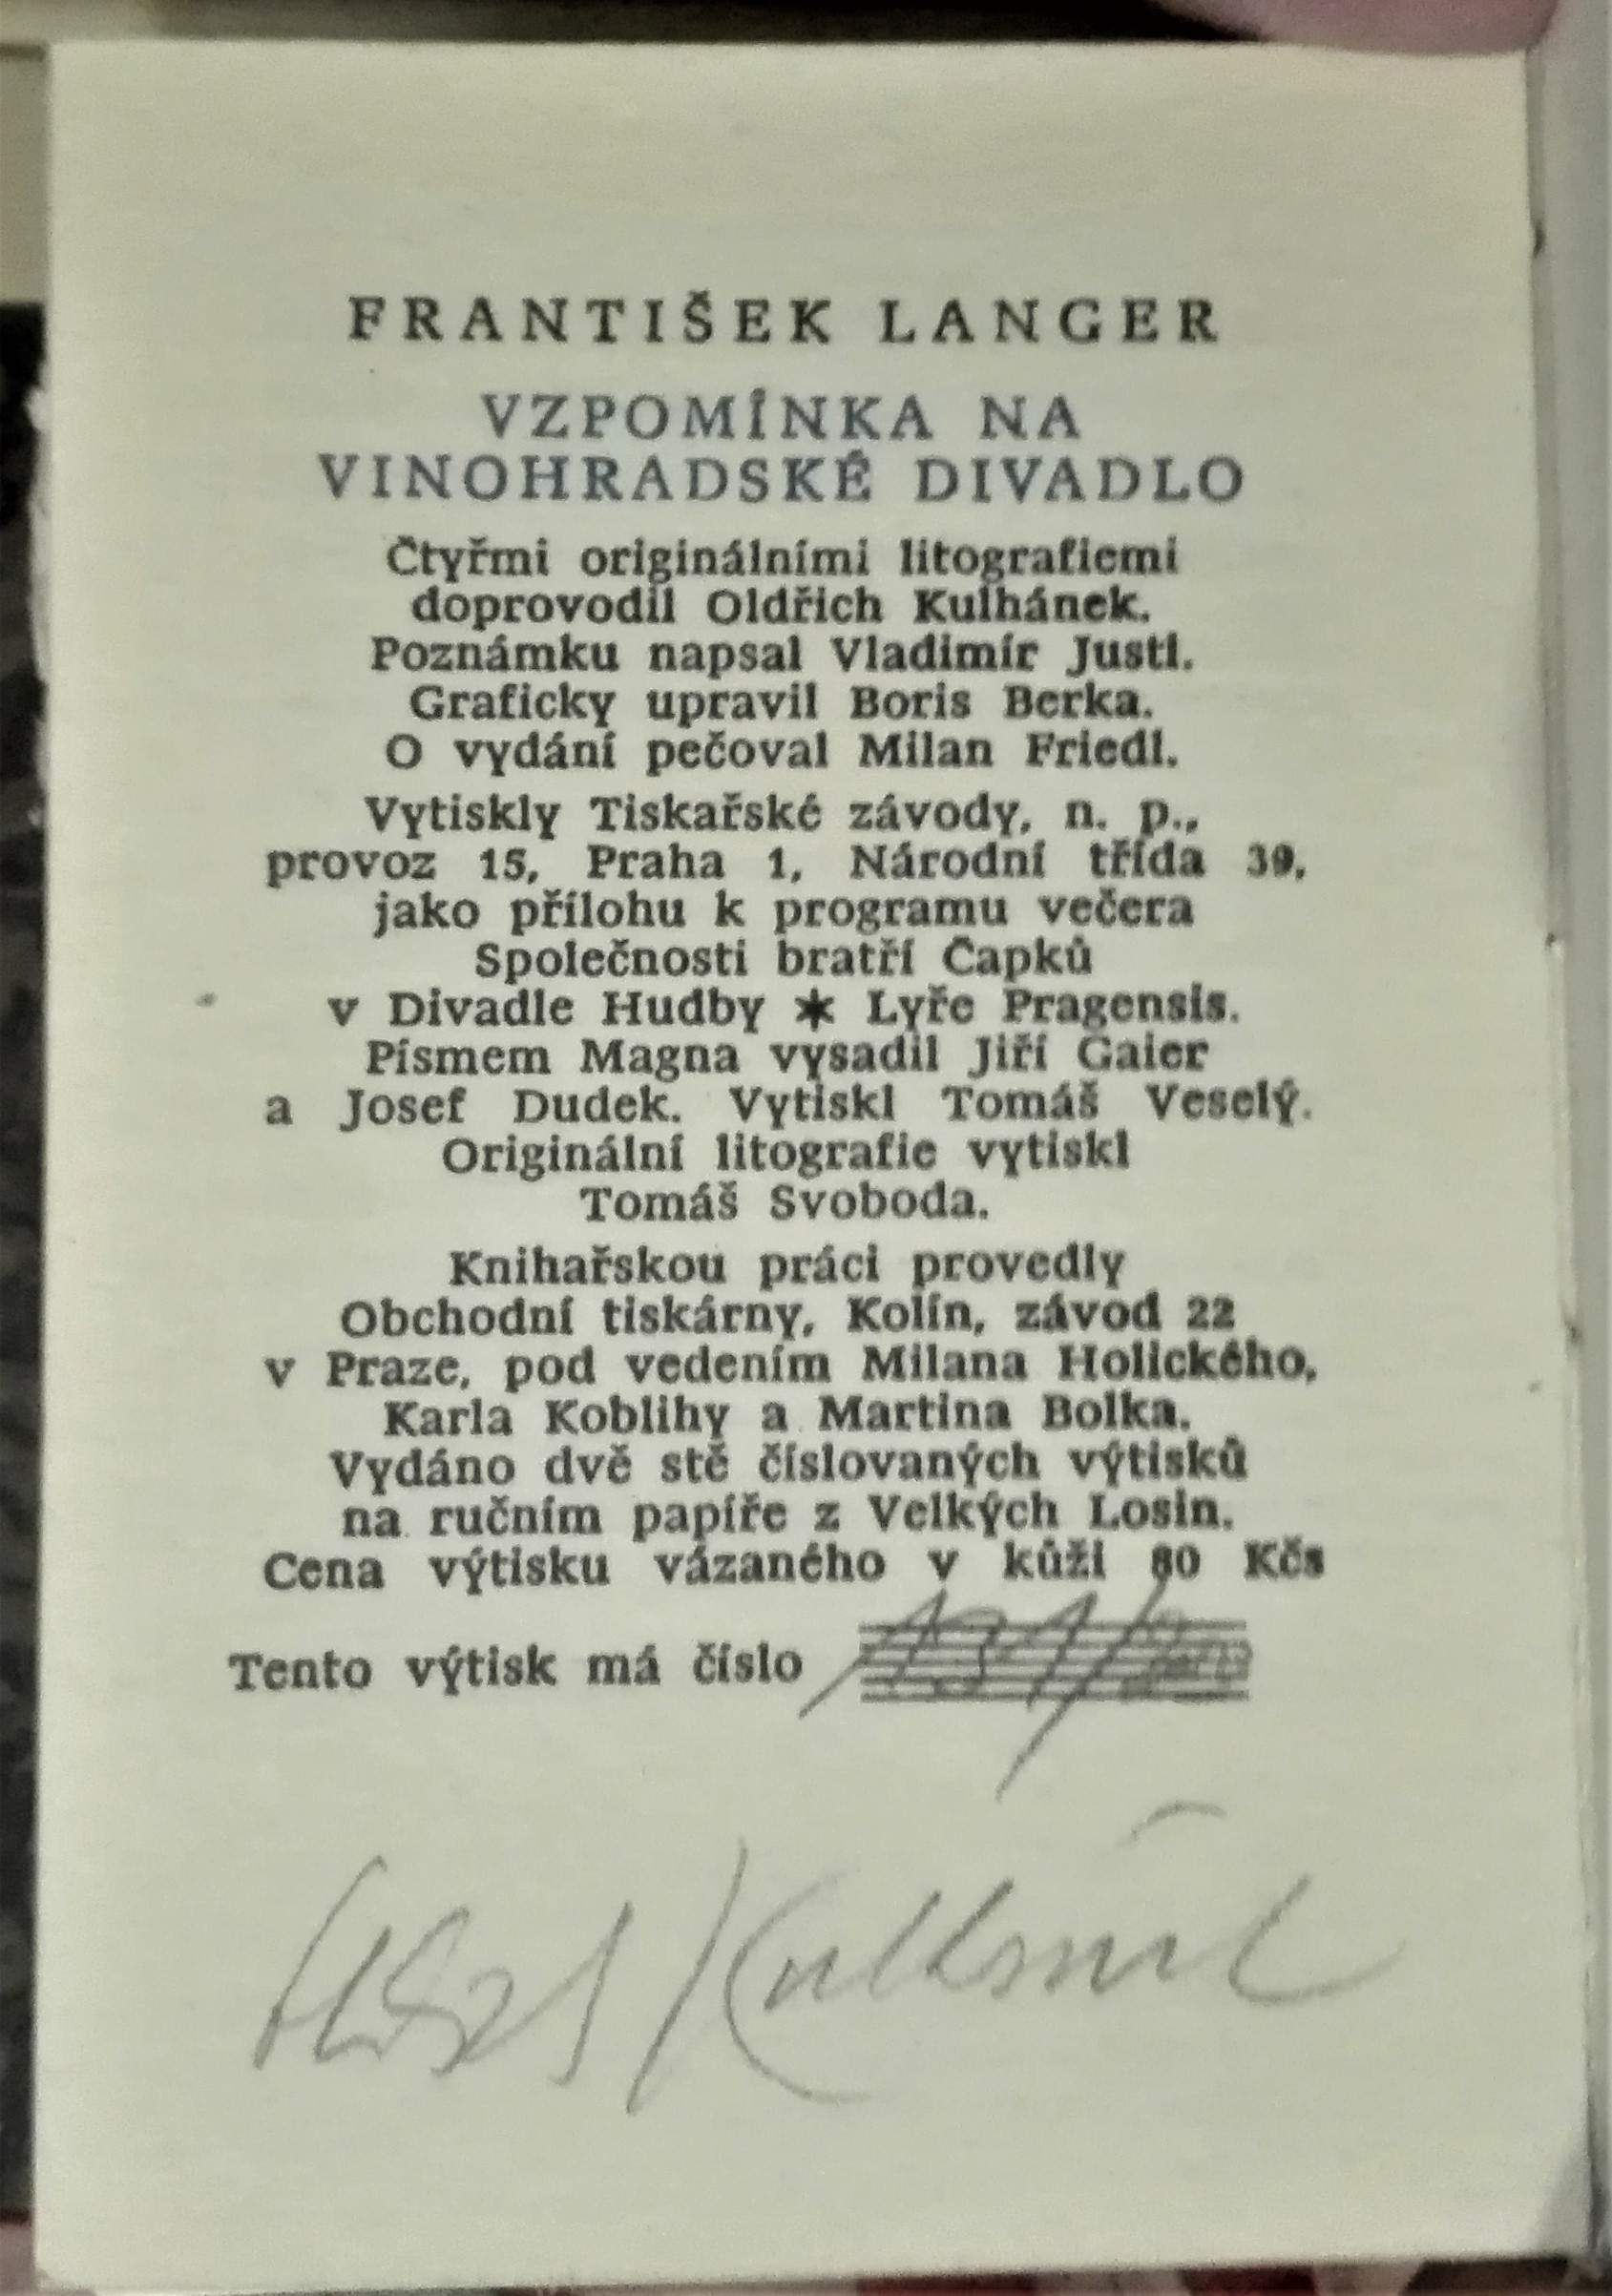 FRANTIŠEK LANGER
VZPOMÍNKA NA
VINOHRADSKÉ DIVADLO
Čtyřmi originálními litografiemi
doprovodil Oldřich Kulhánek.
Poznámku napsal Vladimír Justl.
Graficky upravil Boris Berka.
O vydání pečoval Milan Friedl.
Vytiskly Tiskařské závody, n. p.,
provoz 15, Praha 1, Národní třída 39,
jako přílohu k programu večera
Společnosti bratří Čapků
v Divadle Hudby * Lyře Pragensis.
Písmem Magna vysadil Jiří Gaier
a Josef Dudek. Vytiskl Tomáš Veselý.
Originální litografie vytiskl
Tomáš Svoboda.
Knihařskou práci provedly
Obchodní tiskárny, Kolín, závod 22
v Praze, pod vedením Milana Holického,
Karla Koblihy a Martina Bolka.
Vydáno dvě stě číslovaných výtisků
na ručním papíře z Velkých Losin.
Cena výtisku vázaného v kůži 80 Kčs
Tento výtisk má číslo 131/200